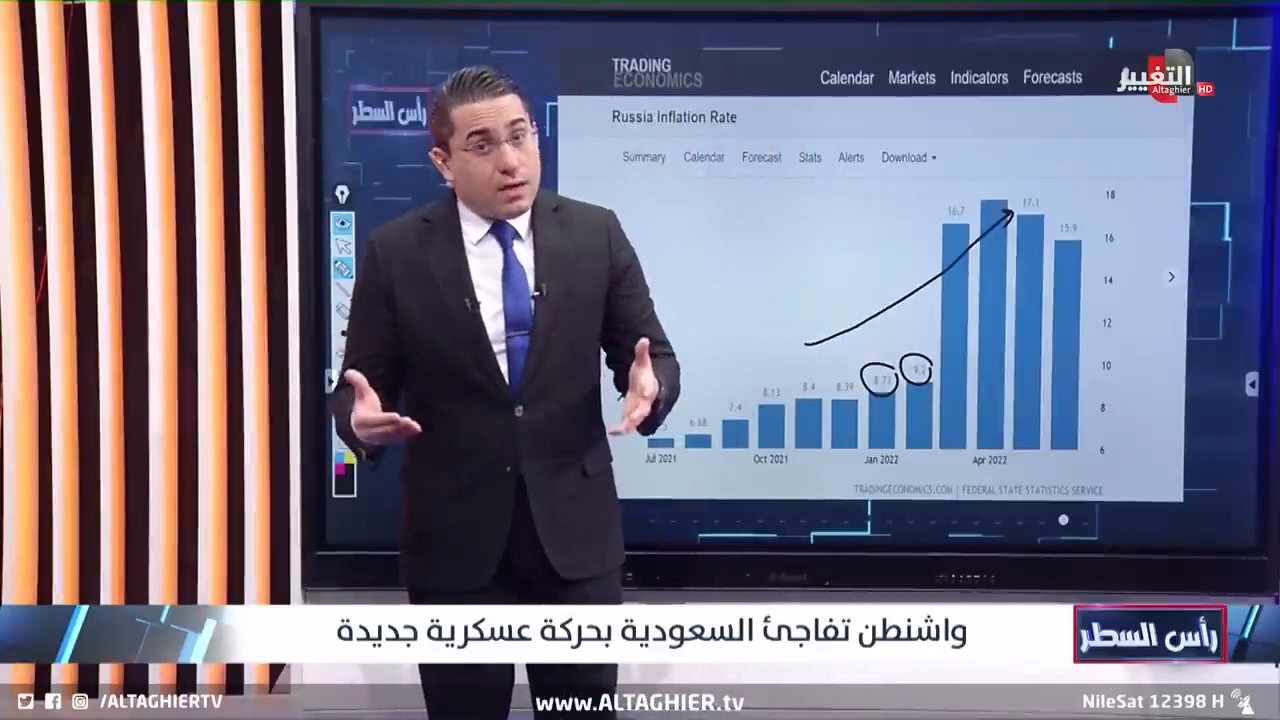 TRADING
ECONOMICS
Calendar Markets Indicators Forecasts
التغيير
Altaghier HD
رأس السطر
Russia Inflation Rate
Summary Calendar Forecast Stats Alerts Download
16.7 17.1 15.9
6.68 7.4 8.13 8.4 8.39 8.73
18
16
14
12
10
8
6
Jul 2021 Oct 2021 Jan 2022 Apr 2022
TRADINGECONOMICS.COM | FEDERAL STATE STATISTICS SERVICE
واشنطن تفاجئ السعودية بحركة عسكرية جديدة
رأس السطر
/ALTAGHIERTV
www.ALTAGHIER.tv
NileSat 12398 H